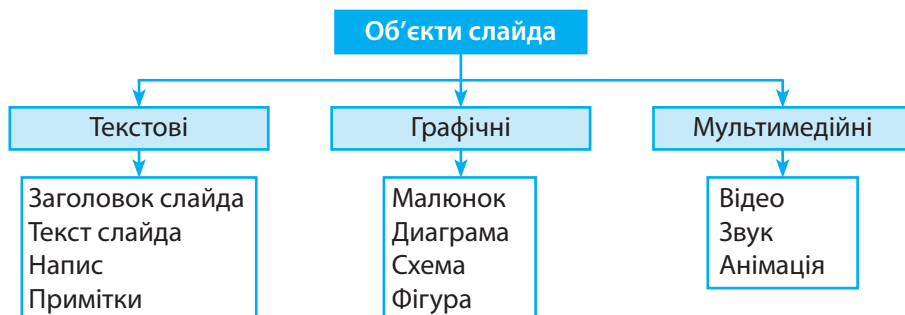 Об’єкти слайда
Текстові
Графічні
Мультимедійні
Заголовок слайда
Текст слайда
Напис
Примітки
Малюнок
Диаграма
Схема
Фігура
Відео
Звук
Анімація